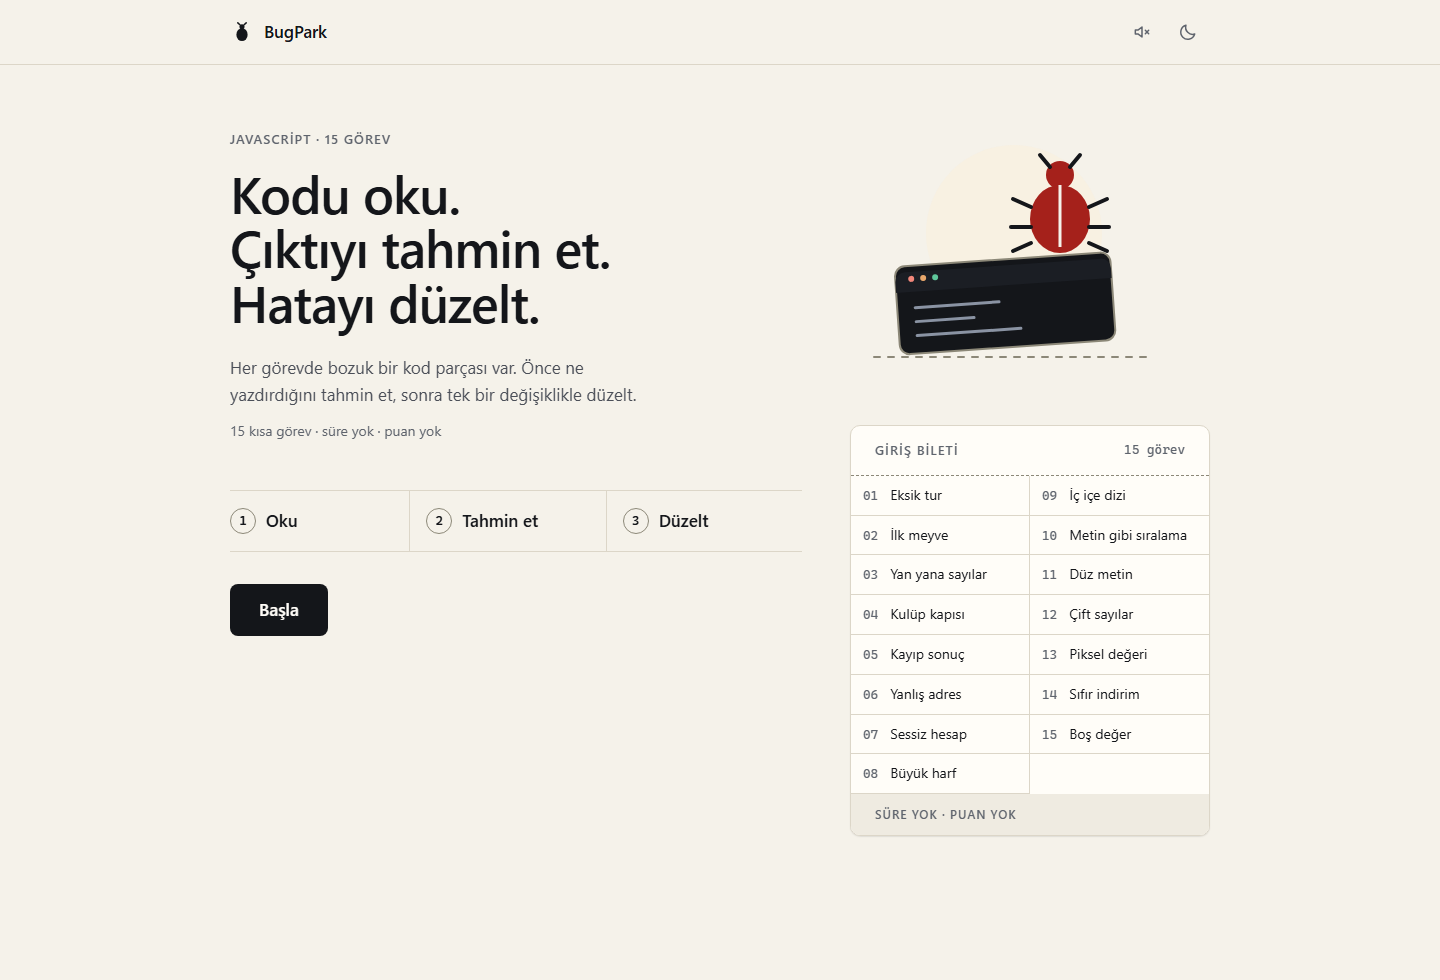 BugPark
JAVASCRİPT · 15 GÖREV
Kodu oku.
Çıktıyı tahmin et.
Hatayı düzelt.
Her görevde bozuk bir kod parçası var. Önce ne
yazdırdığını tahmin et, sonra tek bir değişiklikle düzelt.
15 kısa görev · süre yok · puan yok
1 Oku
2 Tahmin et
3 Düzelt
Başla
GİRİŞ BİLETİ
15 görev
01 Eksik tur
02 İlk meyve
03 Yan yana sayılar
04 Kulüp kapısı
05 Kayıp sonuç
06 Yanlış adres
07 Sessiz hesap
08 Büyük harf
09 İç içe dizi
10 Metin gibi sıralama
11 Düz metin
12 Çift sayılar
13 Piksel değeri
14 Sıfır indirim
15 Boş değer
SÜRE YOK · PUAN YOK